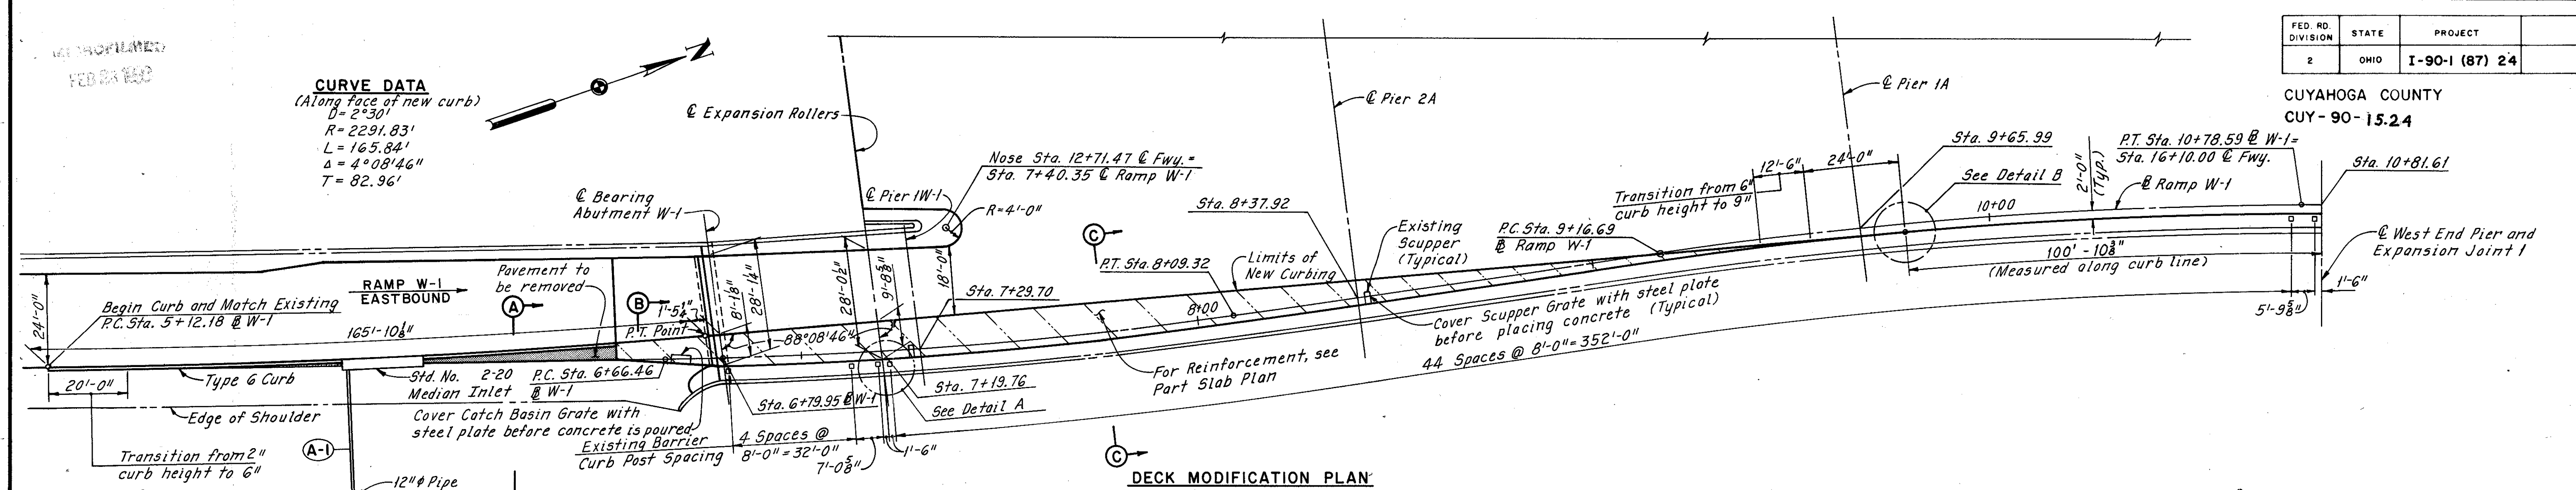 MICROFILMED
CURVE DATA
(Along face of new curb)
D= 2°30'
R= 2291.83'
L= 165.84'
Δ= 4°08'46"
T= 82.96'
N
℄ Expansion Rollers
℄ Pier 2A
℄ Pier 1A
FED. RD. DIVISION
STATE
PROJECT
2
OHIO
I-90-1 (87) 24
CUYAHOGA COUNTY
CUY-90-15.24
Nose Sta. 12+71.47 ℄ Fwy.=
Sta. 7+40.35 ℄ Ramp W-1
℄ Bearing
Abutment W-1
℄ Pier 1W-1
R=4'-0"
Sta. 8+37.92
Existing
Scupper
(Typical)
P.C. Sta. 9+16.69
B Ramp W-1
Transition from 6"
curb height to 9"
12'-6"
24'-0"
Sta. 9+65.99
See Detail B
2'-0"
(Typ.)
P.T. Sta. 10+78.59 B W-1=
Sta. 16+10.00 ℄ Fwy.
B Ramp W-1
Sta. 10+81.61
10+00
℄ West End Pier and
Expansion Joint 1
100'-10⅜"
(Measured along curb line)
1'-6"
5'-9⅝"
24'-0"
RAMP W-1
EASTBOUND
Pavement to
be removed
Begin Curb and Match Existing
P.C. Sta. 5+12.18 B W-1
165'-10⅛"
A
B
1'-5¼"
P.T. Point
8'-1⅛"
28'-1¼"
28'-0½"
9'-8⅝"
18'-0"
88°08'46"
C
P.T. Sta. 8+09.32
Limits of
New Curbing
Sta. 7+29.70
8+00
Cover Scupper Grate with steel plate
before placing concrete (Typical)
44 Spaces @ 8'-0"=352'-0"
For Reinforcement, see
Part Slab Plan
20'-0"
Type 6 Curb
Std. No. 2-20
Median Inlet
P.C. Sta. 6+66.46
B W-1
Sta. 7+19.76
Sta. 6+79.95 B W-1
See Detail A
Edge of Shoulder
Cover Catch Basin Grate with
steel plate before concrete is poured
Existing Barrier
Curb Post Spacing
4 Spaces @
8'-0"=32'-0"
7'-0⅝"
1'-6"
Transition from 2"
curb height to 6"
A-1
12"φ Pipe
C
DECK MODIFICATION PLAN